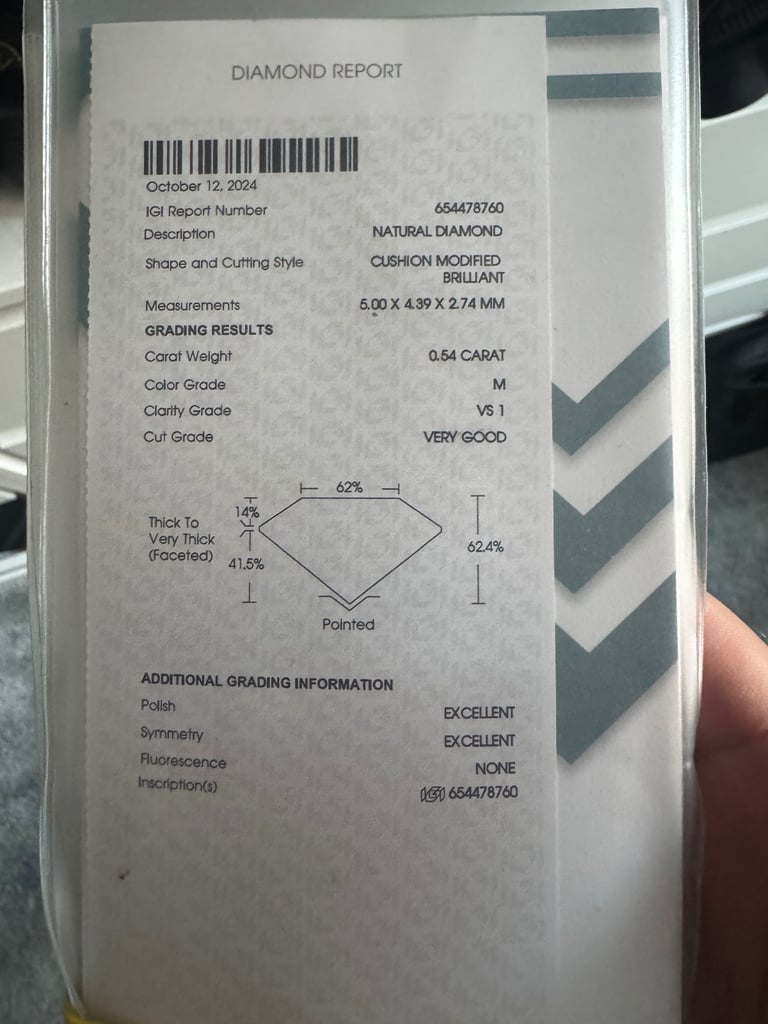 DIAMOND REPORT
October 12, 2024
IGI Report Number 654478760
Description NATURAL DIAMOND
Shape and Cutting Style CUSHION MODIFIED
BRILLIANT
Measurements 5.00 X 4.39 X 2.74 MM
GRADING RESULTS
Carat Weight 0.54 CARAT
Color Grade M
Clarity Grade VS 1
Cut Grade VERY GOOD
62%
14%
Thick To
Very Thick
(Faceted)
41.5%
62.4%
Pointed
ADDITIONAL GRADING INFORMATION
Polish EXCELLENT
Symmetry EXCELLENT
Fluorescence NONE
Inscription(s) IGI 654478760